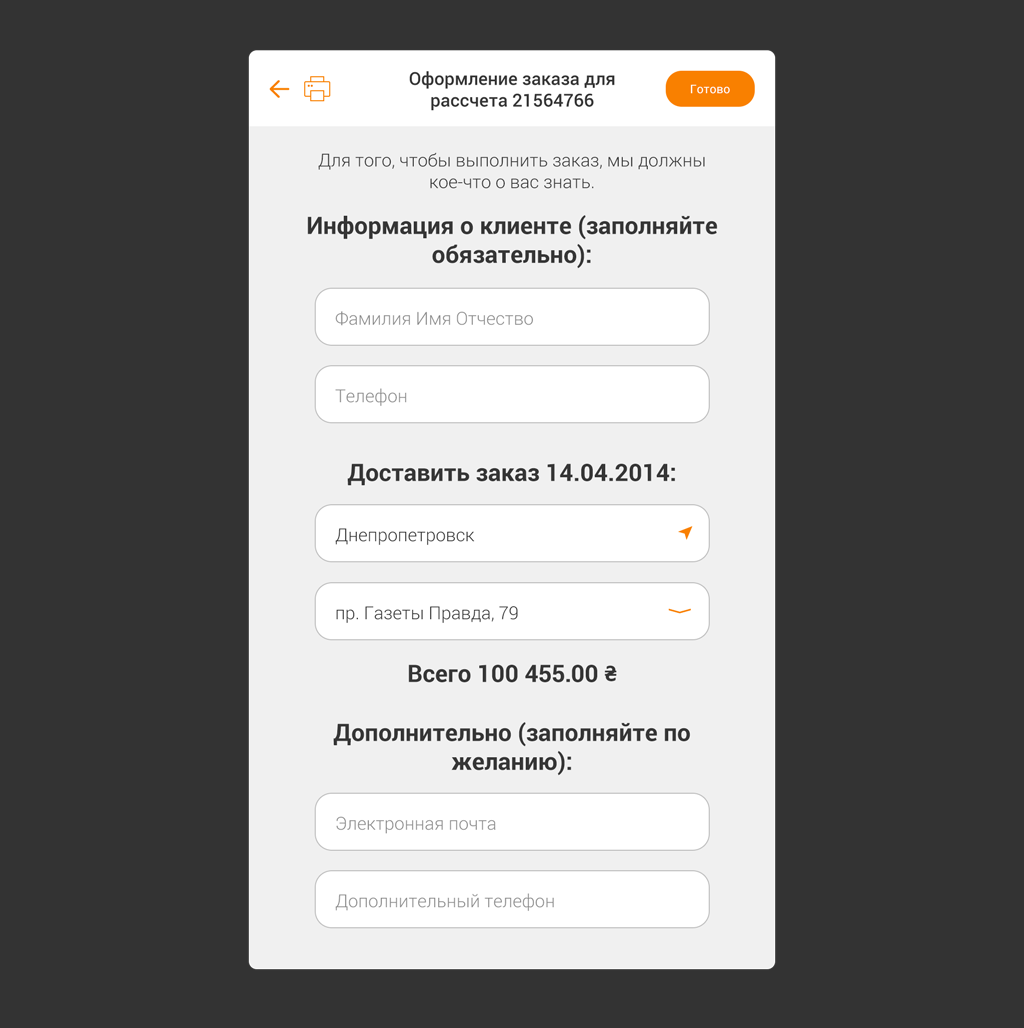 Оформление заказа для
рассчета 21564766
Готово
Для того, чтобы выполнить заказ, мы должны
кое-что о вас знать.
Информация о клиенте (заполняйте
обязательно):
Фамилия Имя Отчество
Телефон
Доставить заказ 14.04.2014:
Днепропетровск
пр. Газеты Правда, 79
Всего 100 455.00 ₴
Дополнительно (заполняйте по
желанию):
Электронная почта
Дополнительный телефон